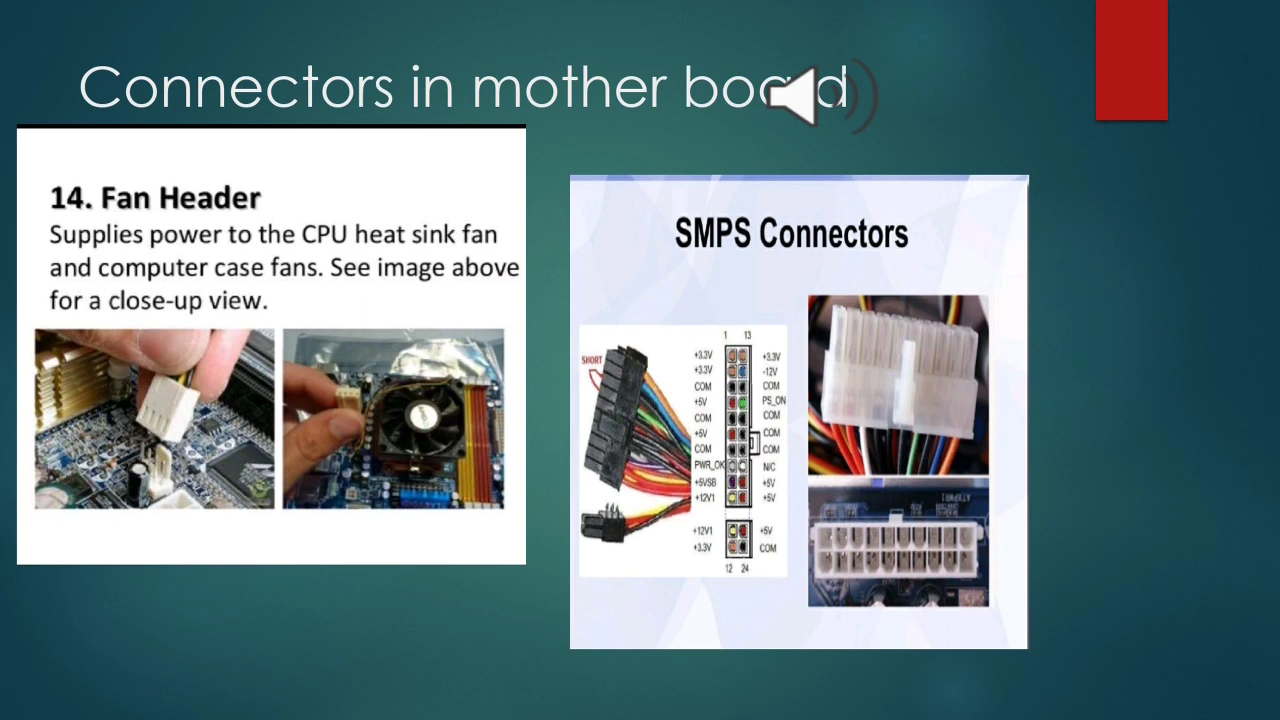 Connectors in mother board
14. Fan Header
Supplies power to the CPU heat sink fan
and computer case fans. See image above
for a close-up view.
SMPS Connectors
SHORT
1 13
+3.3V +3.3V
+3.3V -12V
COM COM
+5V PS_ON
COM COM
+5V COM
COM COM
PWR_OK N/C
+5VSB +5V
+12V1 +5V
+12V1 +5V
+3.3V COM
12 24
ATXPWR1